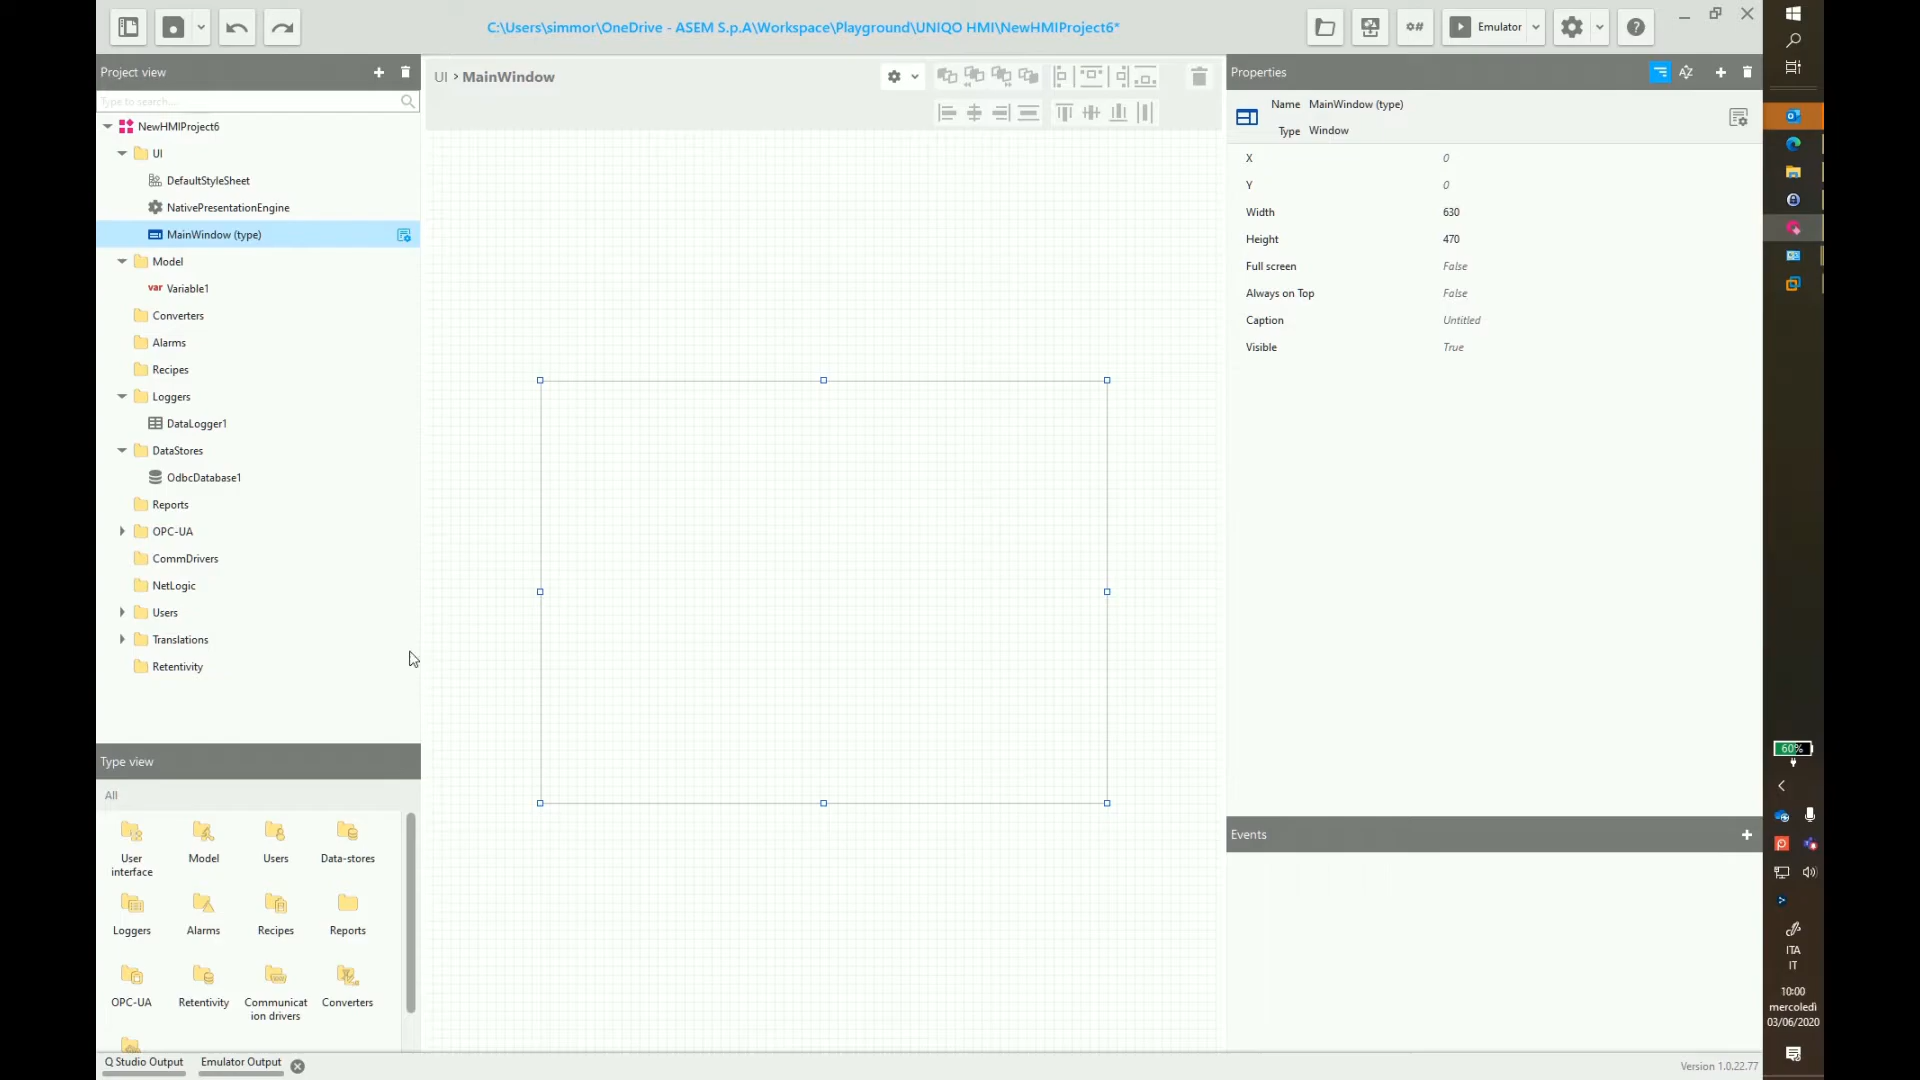 C:\Users\simmor\OneDrive - ASEM S.p.A\Workspace\Playground\UNIQO HMI\NewHMIProject6*
Emulator
Project view
Type to search...
NewHMIProject6
UI
DefaultStyleSheet
NativePresentationEngine
MainWindow (type)
Model
var Variable1
Converters
Alarms
Recipes
Loggers
DataLogger1
DataStores
OdbcDatabase1
Reports
OPC-UA
CommDrivers
NetLogic
Users
Translations
Retentivity
Type view
All
User interface
Model
Users
Data-stores
Loggers
Alarms
Recipes
Reports
OPC-UA
Retentivity
Communicat
ion drivers
Converters
Q Studio Output
Emulator Output
UI > MainWindow
Properties
Name MainWindow (type)
Type Window
X 0
Y 0
Width 630
Height 470
Full screen False
Always on Top False
Caption Untitled
Visible True
Events
Version 1.0.22.77
60%
ITA
IT
10:00
mercoledì
03/06/2020